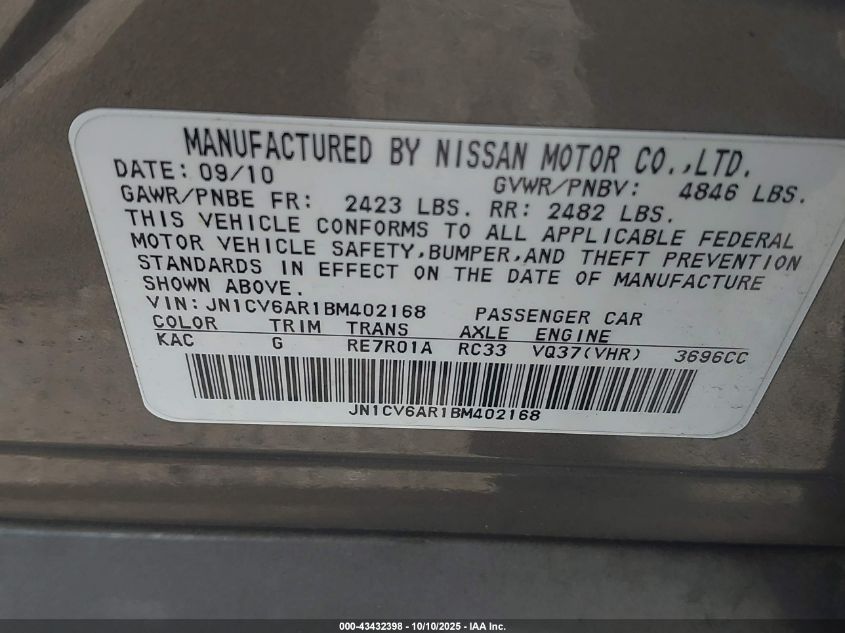 MANUFACTURED BY NISSAN MOTOR CO.,LTD.
DATE: 09/10 GVWR/PNBV: 4846 LBS.
GAWR/PNBE FR: 2423 LBS. RR: 2482 LBS.
THIS VEHICLE CONFORMS TO ALL APPLICABLE FEDERAL
MOTOR VEHICLE SAFETY,BUMPER,AND THEFT PREVENTION
STANDARDS IN EFFECT ON THE DATE OF MANUFACTURE
SHOWN ABOVE.
VIN: JN1CV6AR1BM402168 PASSENGER CAR
COLOR TRIM TRANS AXLE ENGINE
KAC G RE7R01A RC33 VQ37(VHR) 3696CC
JN1CV6AR1BM402168
000-43432398 - 10/10/2025 - IAA Inc.